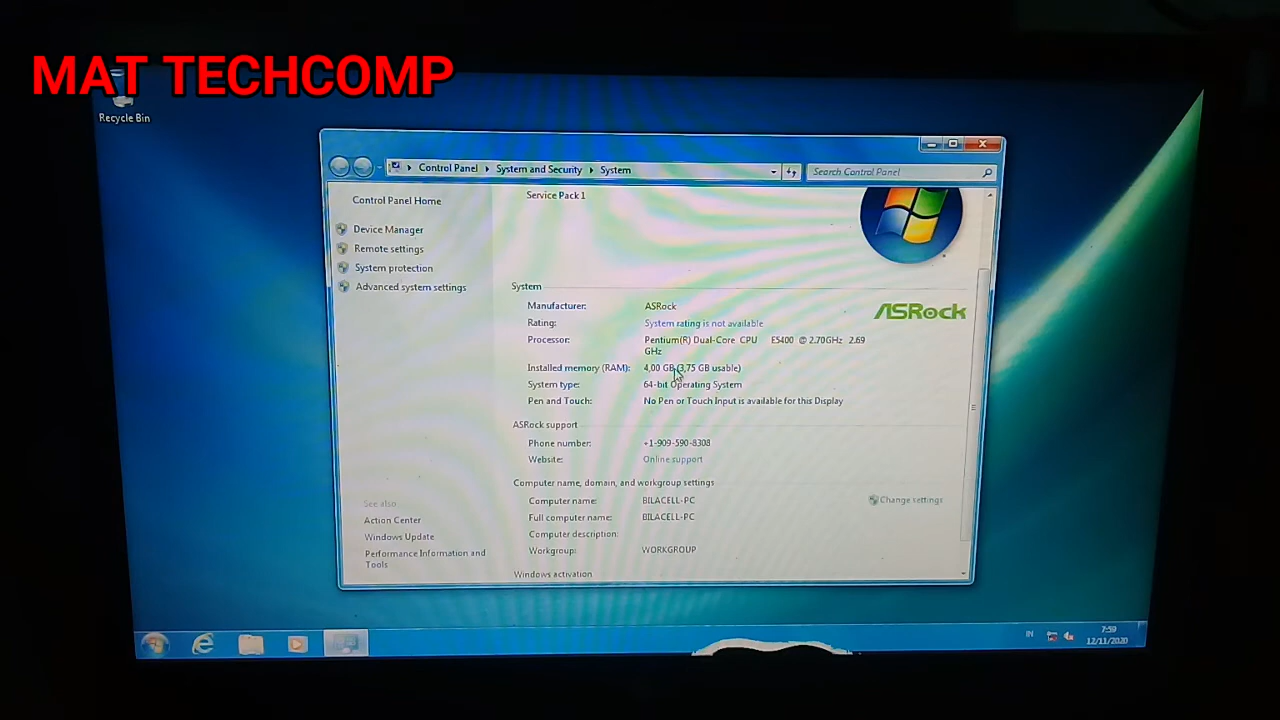 MAT TECHCOMP
Recycle Bin
Control Panel ▸ System and Security ▸ System
Search Control Panel
Control Panel Home
Device Manager
Remote settings
System protection
Advanced system settings
See also
Action Center
Windows Update
Performance Information and
Tools
Service Pack 1
System
Manufacturer: ASRock
Rating: System rating is not available
Processor: Pentium(R) Dual-Core CPU E5400 @ 2.70GHz 2.69
GHz
Installed memory (RAM): 4,00 GB (3,75 GB usable)
System type: 64-bit Operating System
Pen and Touch: No Pen or Touch Input is available for this Display
ASRock
ASRock support
Phone number: +1-909-590-8308
Website: Online support
Computer name, domain, and workgroup settings
Computer name: BILACELL-PC
Change settings
Full computer name: BILACELL-PC
Computer description:
Workgroup: WORKGROUP
Windows activation
IN
7:59
12/11/2020